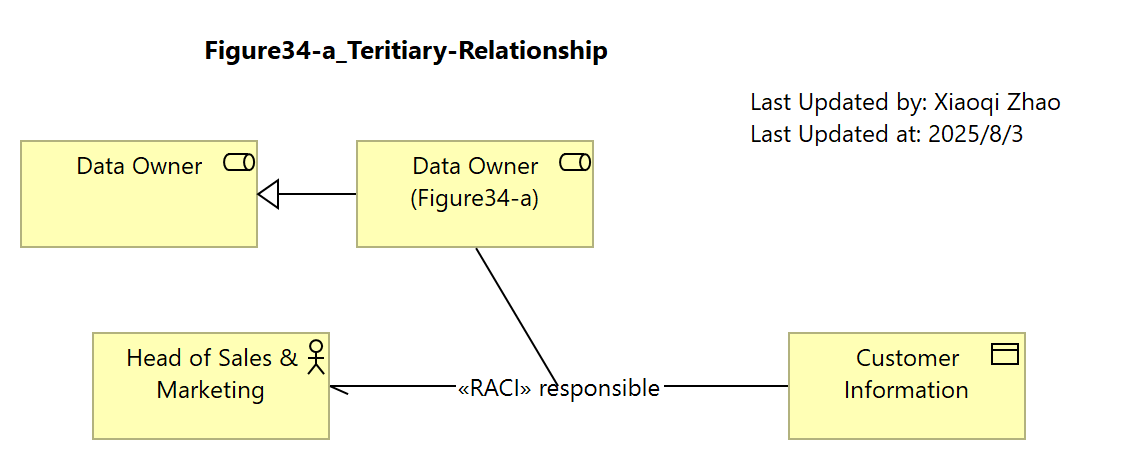 Figure34-a_Teritiary-Relationship
Last Updated by: Xiaoqi Zhao
Last Updated at: 2025/8/3
Data Owner
Data Owner
(Figure34-a)
Head of Sales &
Marketing
«RACI» responsible
Customer
Information